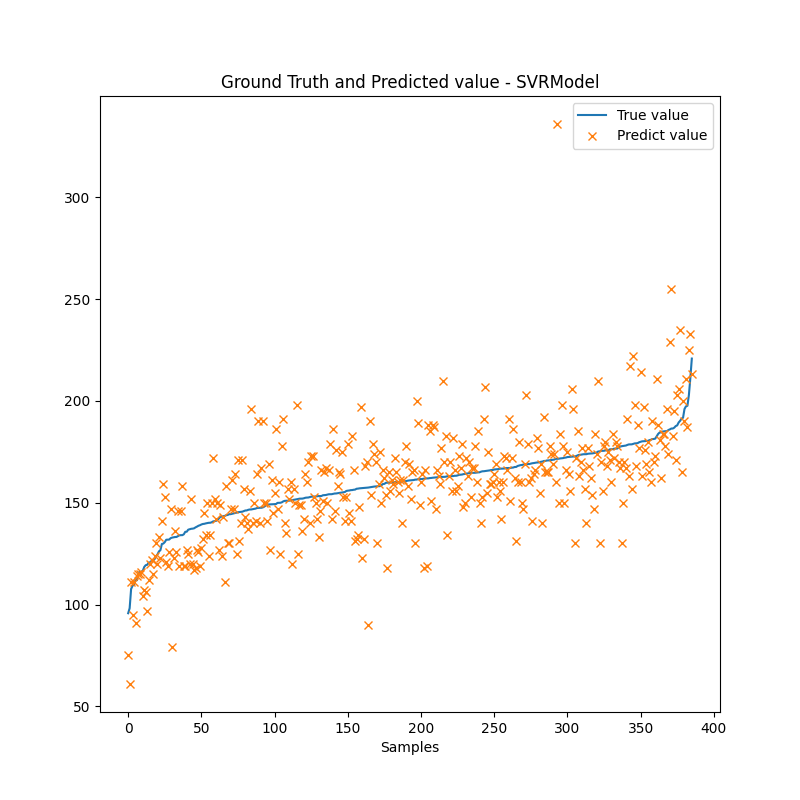 Ground Truth and Predicted value - SVRModel
True value
Predict value
300
250
200
150
100
50
0 50 100 150 200 250 300 350 400
Samples